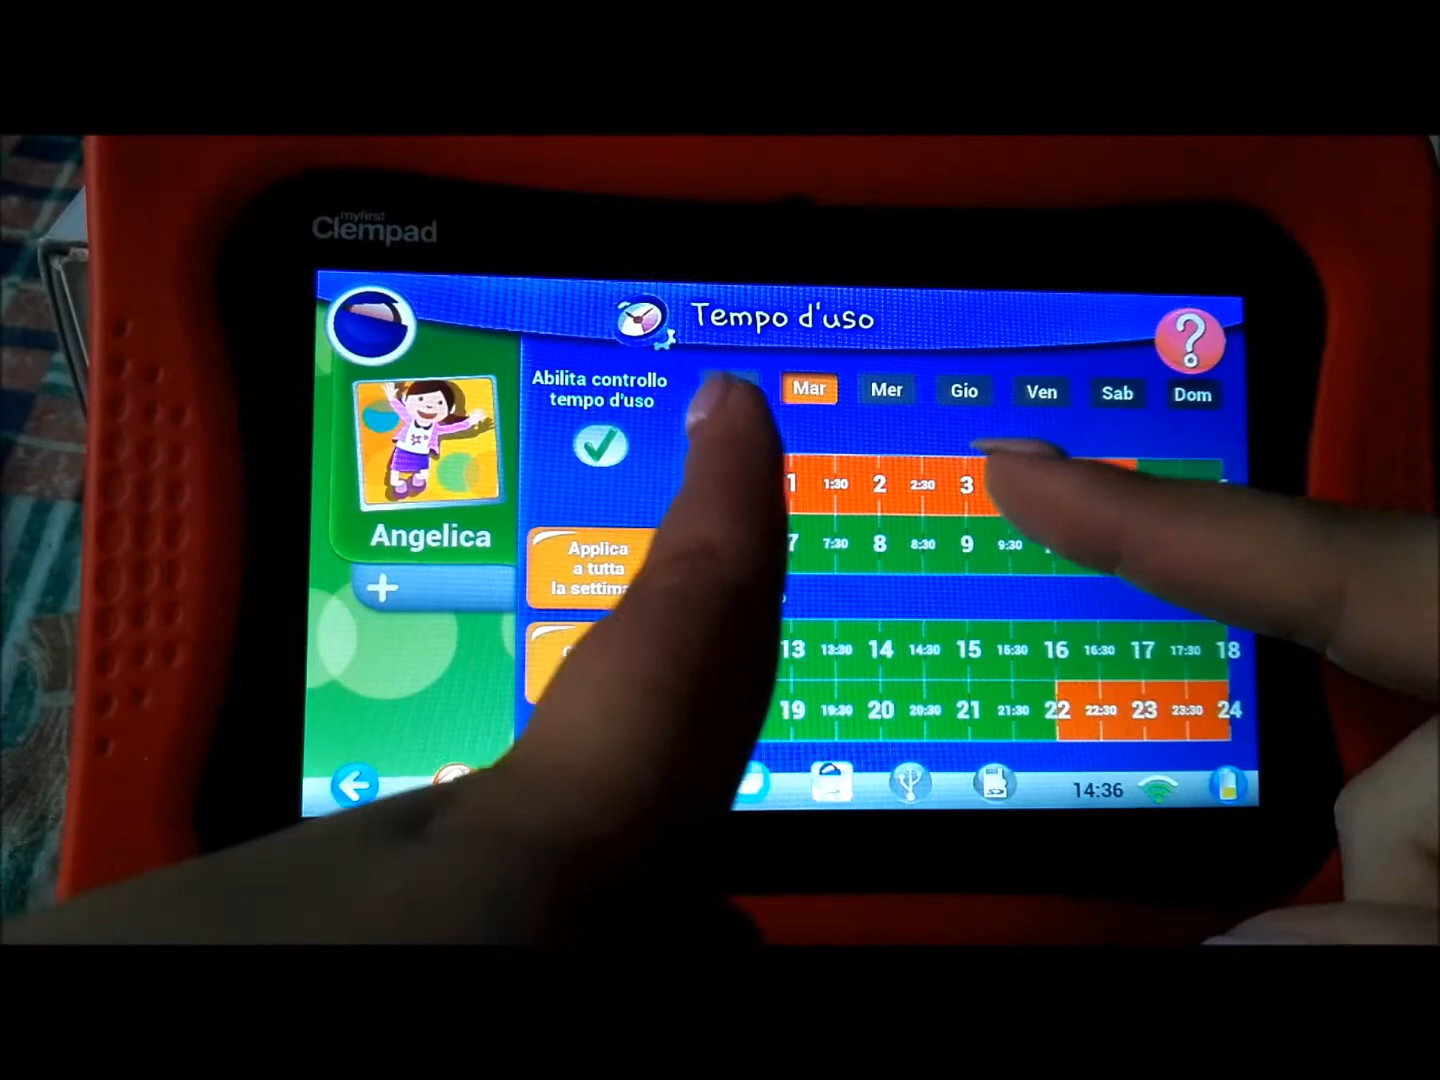 myfirst
Clempad
Tempo d'uso
Abilita controllo
tempo d'uso
Mar Mer Gio Ven Sab Dom
1 1:30 2 2:30 3
7 7:30 8 8:30 9 9:30
Angelica
Applica
a tutta
+
13 13:30 14 14:30 15 15:30 16 16:30 17 17:30 18
19 19:30 20 20:30 21 21:30 22 22:30 23 23:30 24
14:36